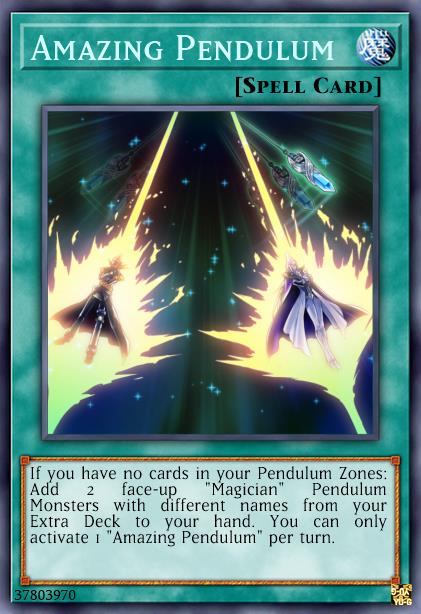 AMAZING PENDULUM
魔
[SPELL CARD]
If you have no cards in your Pendulum Zones:
Add 2 face-up "Magician" Pendulum
Monsters with different names from your
Extra Deck to your hand. You can only
activate 1 "Amazing Pendulum" per turn.
37803970